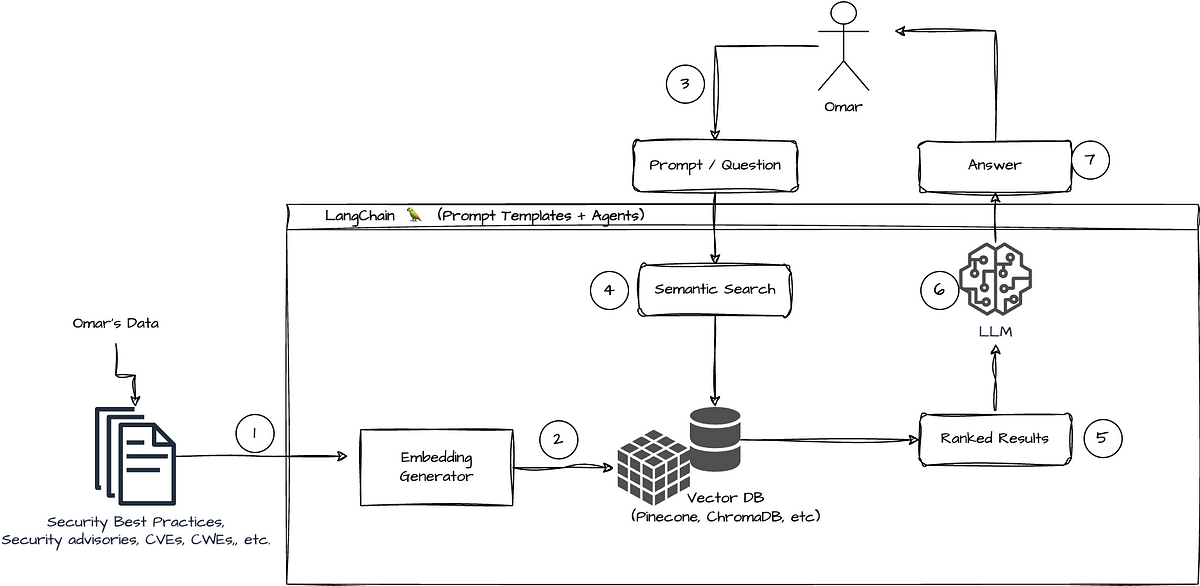 Omar
3
Prompt / Question
Answer
7
LangChain 🦜 (Prompt Templates + Agents)
4
Semantic Search
6
LLM
Omar's Data
1
2
Embedding
Generator
Ranked Results
5
Vector DB
(Pinecone, ChromaDB, etc)
Security Best Practices,
Security advisories, CVEs, CWEs,, etc.